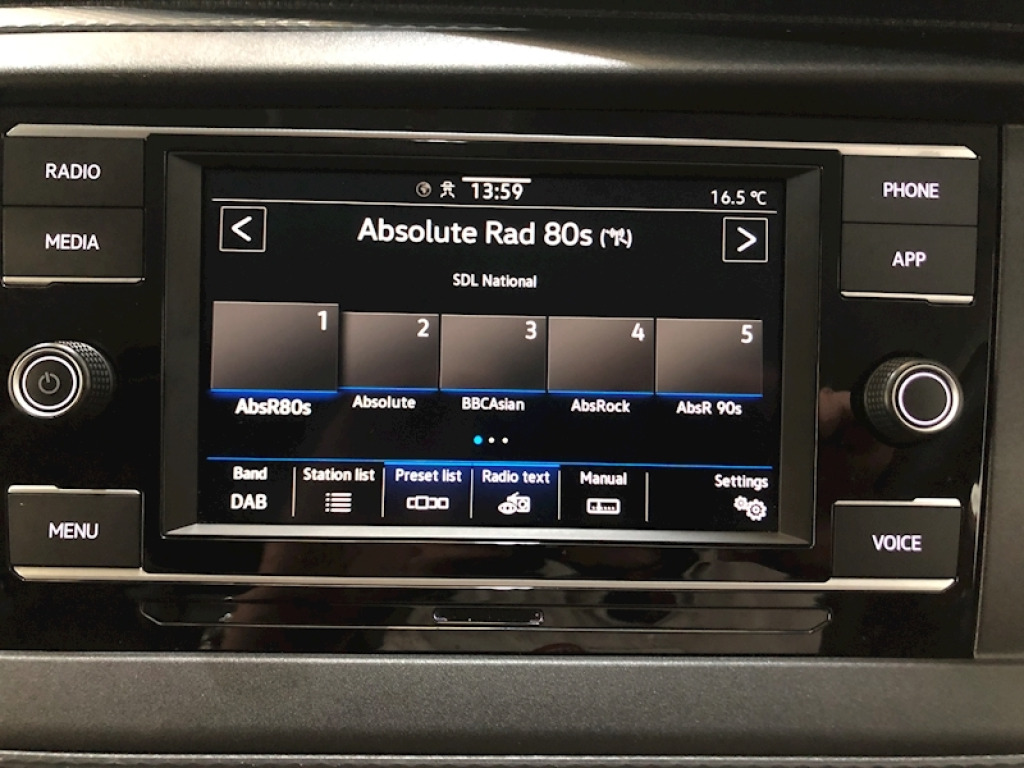 RADIO
MEDIA
MENU
13:59
16.5 °C
<
Absolute Rad 80s
>
SDL National
1
2
3
4
5
AbsR80s
Absolute
BBCAsian
AbsRock
AbsR 90s
Band
DAB
Station list
Preset list
Radio text
Manual
Settings
PHONE
APP
VOICE